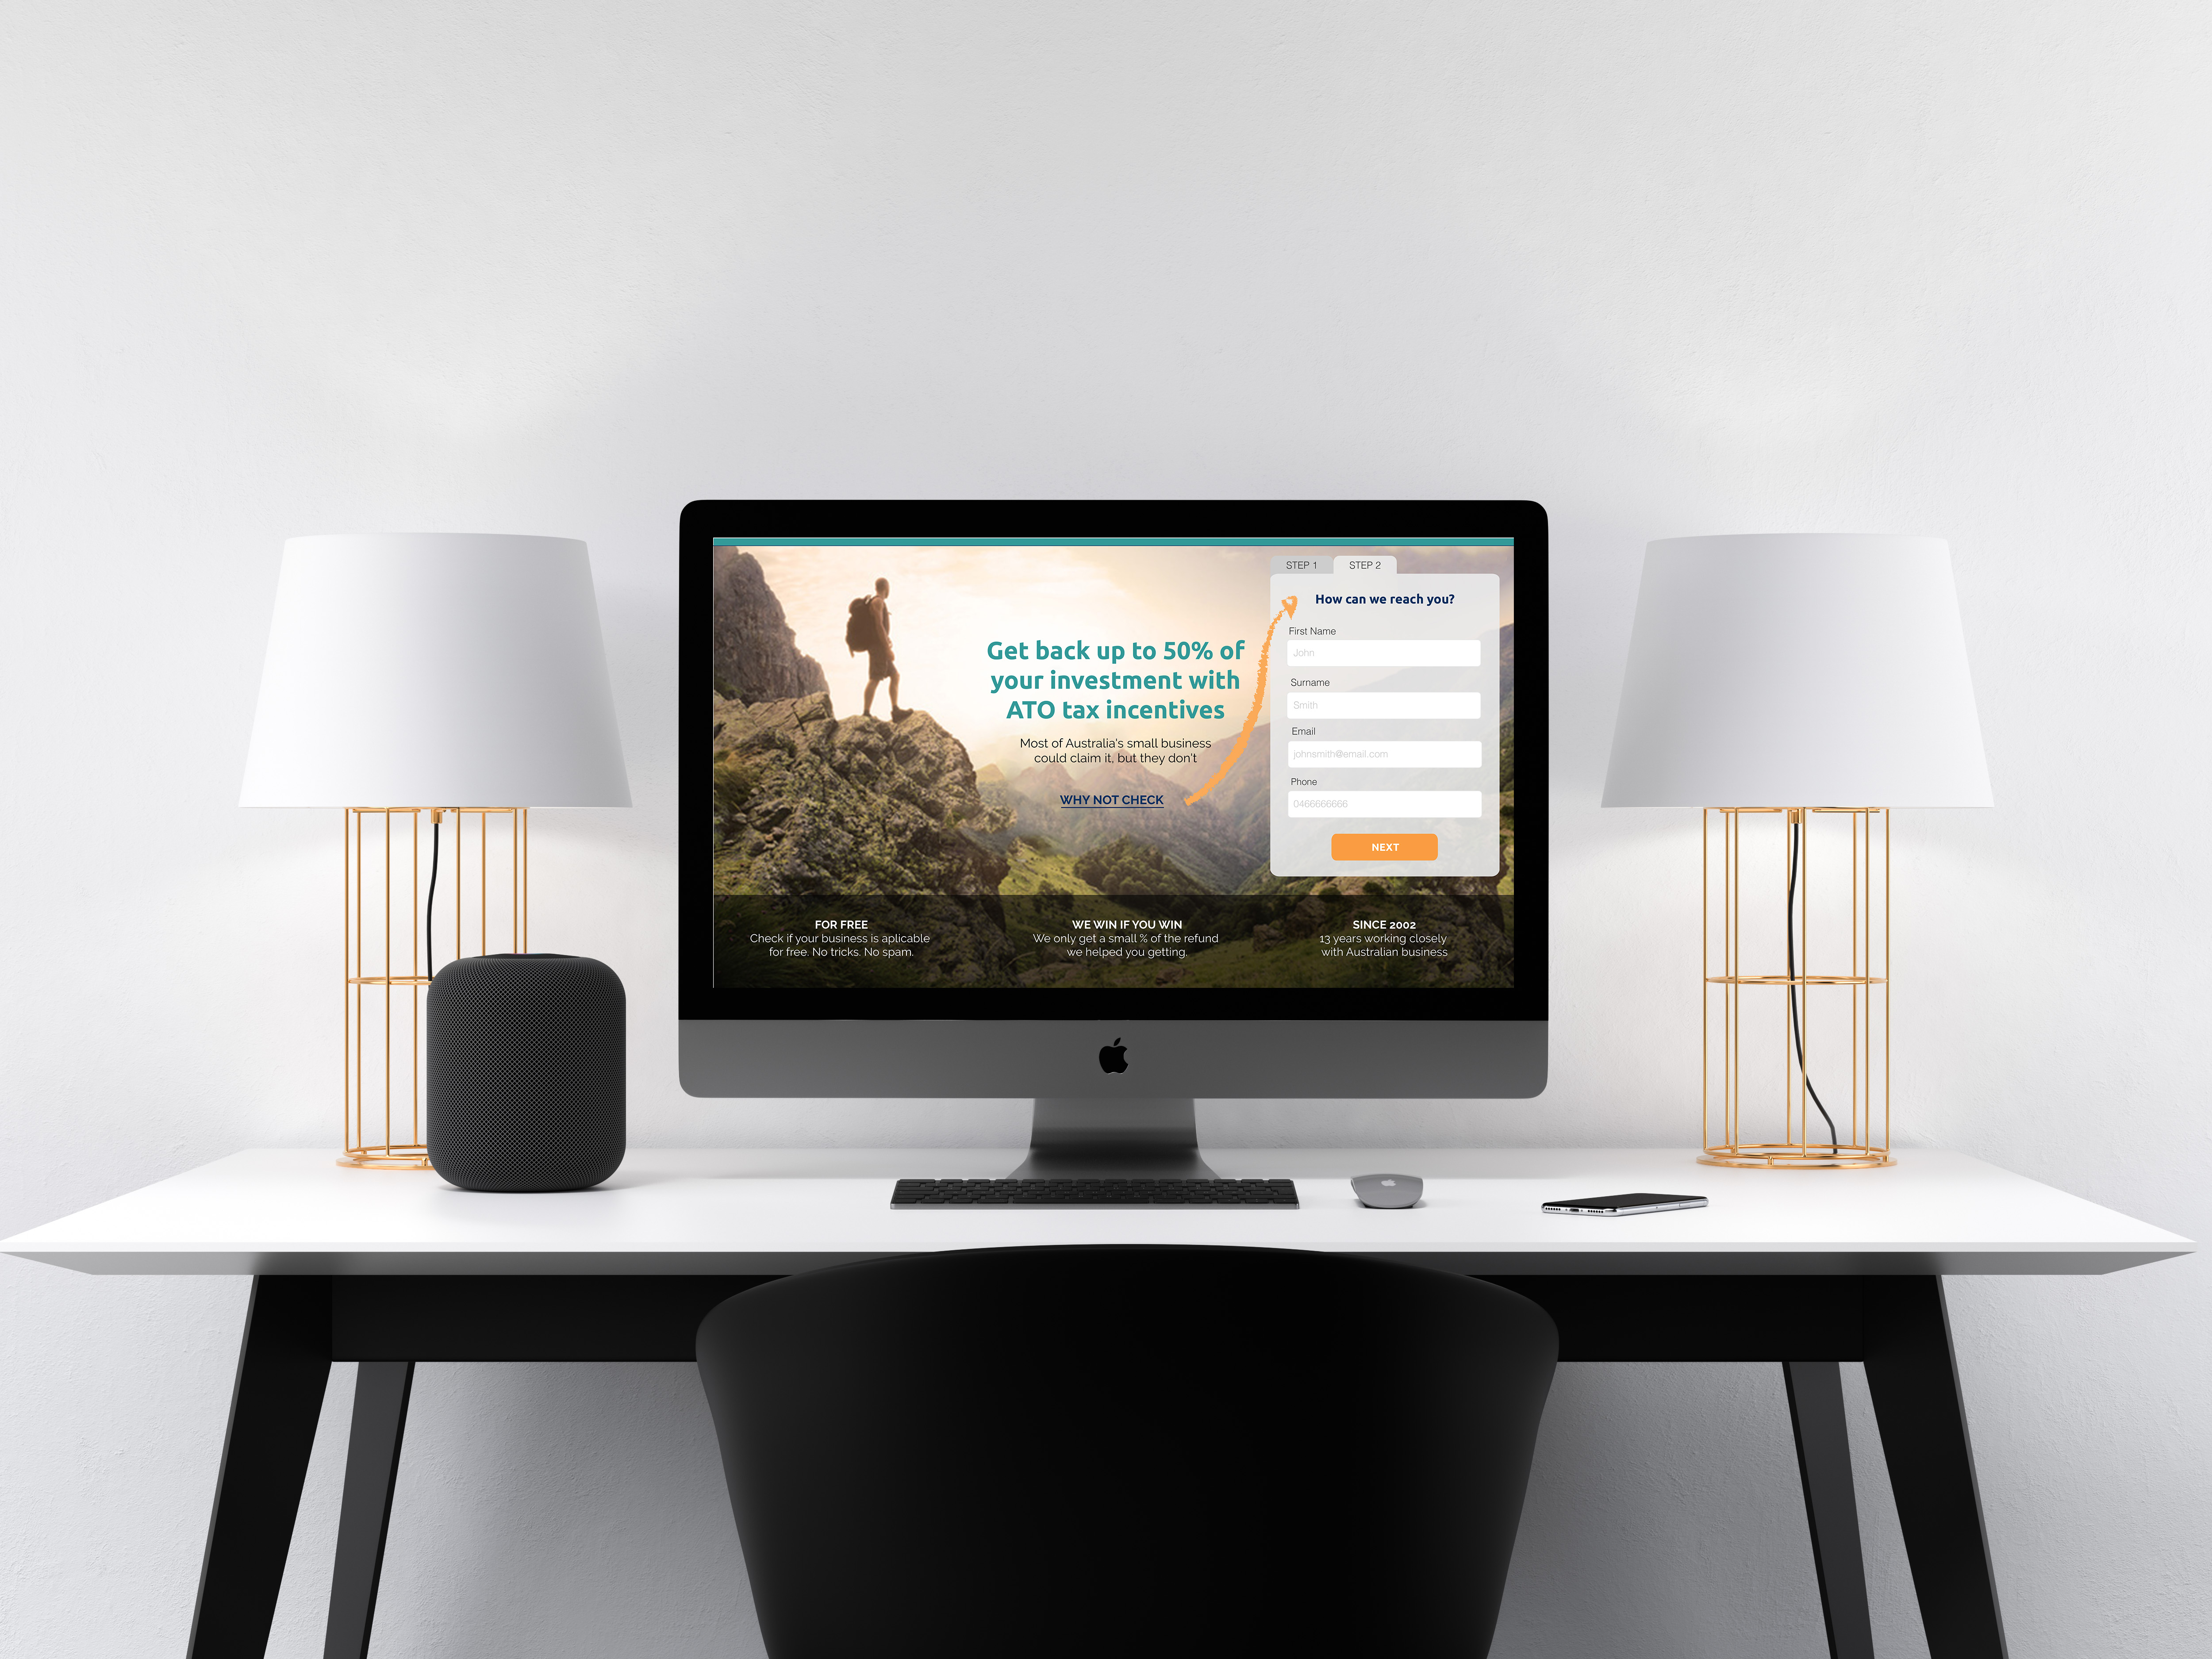 STEP 1 STEP 2
How can we reach you?
First Name
John
Surname
Smith
Email
johnsmith@email.com
Phone
0466666666
NEXT
Get back up to 50% of
your investment with
ATO tax incentives
Most of Australia's small business
could claim it, but they don't
WHY NOT CHECK
FOR FREE
Check if your business is aplicable
for free. No tricks. No spam.
WE WIN IF YOU WIN
We only get a small % of the refund
we helped you getting.
SINCE 2002
13 years working closely
with Australian business